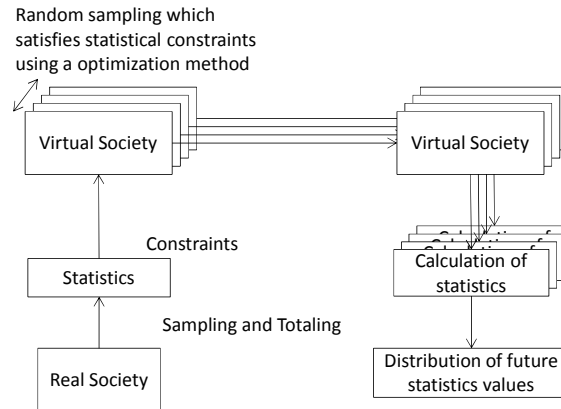 Random sampling which
satisfies statistical constraints
using a optimization method
Virtual Society
Virtual Society
Constraints
Statistics
Calculation of
statistics
Sampling and Totaling
Real Society
Distribution of future
statistics values